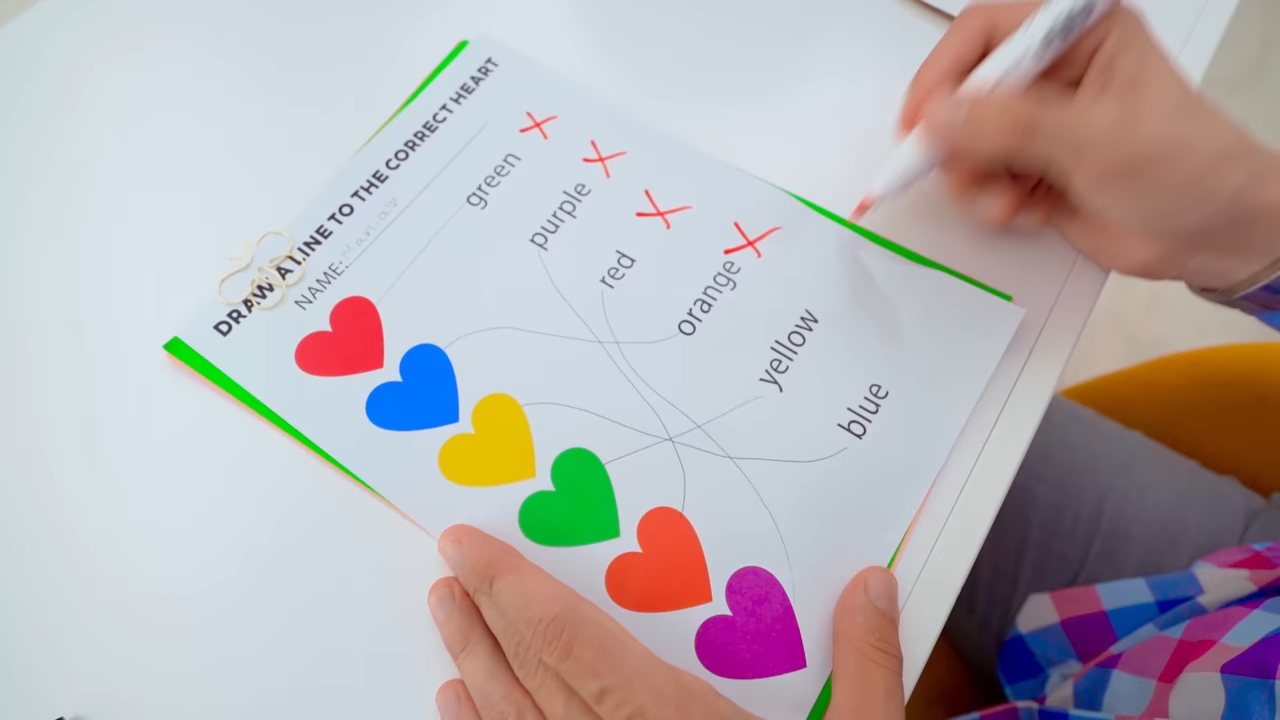 DRAW A LINE TO THE CORRECT HEART
NAME:
green
purple
red
orange
yellow
blue